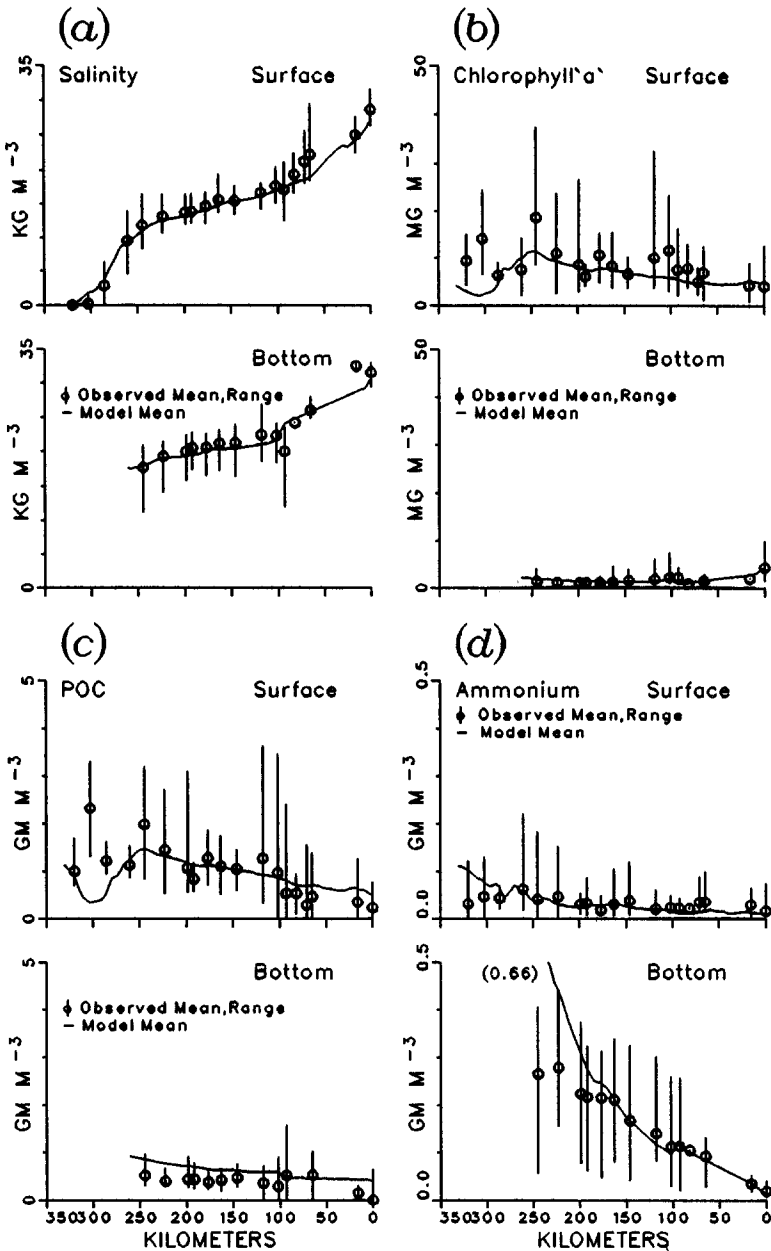 (a)
35
Salinity Surface
KG M⁻³
0
35
Bottom
Observed Mean,Range
Model Mean
KG M⁻³
0
(b)
50
Chlorophyll`a` Surface
MG M⁻³
0
50
Bottom
Observed Mean,Range
Model Mean
MG M⁻³
0
(c)
5
POC Surface
GM M⁻³
0
5
Bottom
Observed Mean,Range
Model Mean
GM M⁻³
0
350 300 250 200 150 100 50 0
KILOMETERS
(d)
0.5
Ammonium Surface
Observed Mean,Range
Model Mean
GM M⁻³
0.0
0.5
(0.66) Bottom
GM M⁻³
0.0
350 300 250 200 150 100 50 0
KILOMETERS